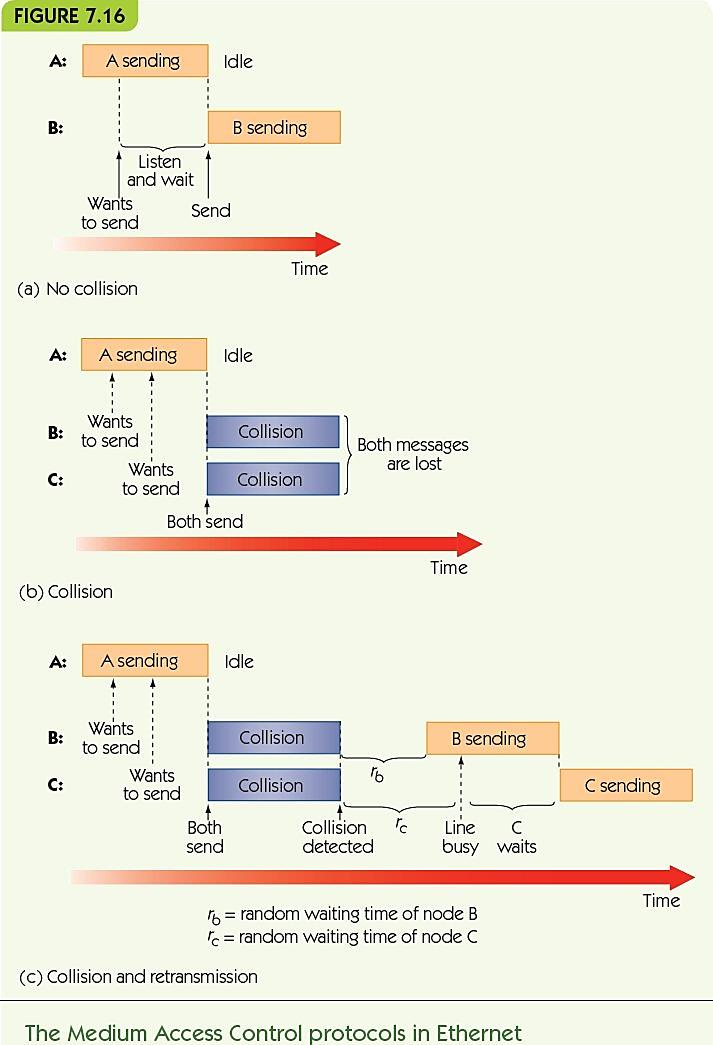 FIGURE 7.16
A: A sending Idle
B: B sending
Listen
and wait
Wants
to send
Send
Time
(a) No collision
A: A sending Idle
B: Wants
to send
Collision
C: Wants
to send
Collision
Both messages
are lost
Both send
Time
(b) Collision
A: A sending Idle
B: Wants
to send
Collision
B sending
rb
C: Wants
to send
Collision
C sending
rc
Both
send
Collision
detected
Line
busy
C
waits
Time
rb = random waiting time of node B
rc = random waiting time of node C
(c) Collision and retransmission
The Medium Access Control protocols in Ethernet